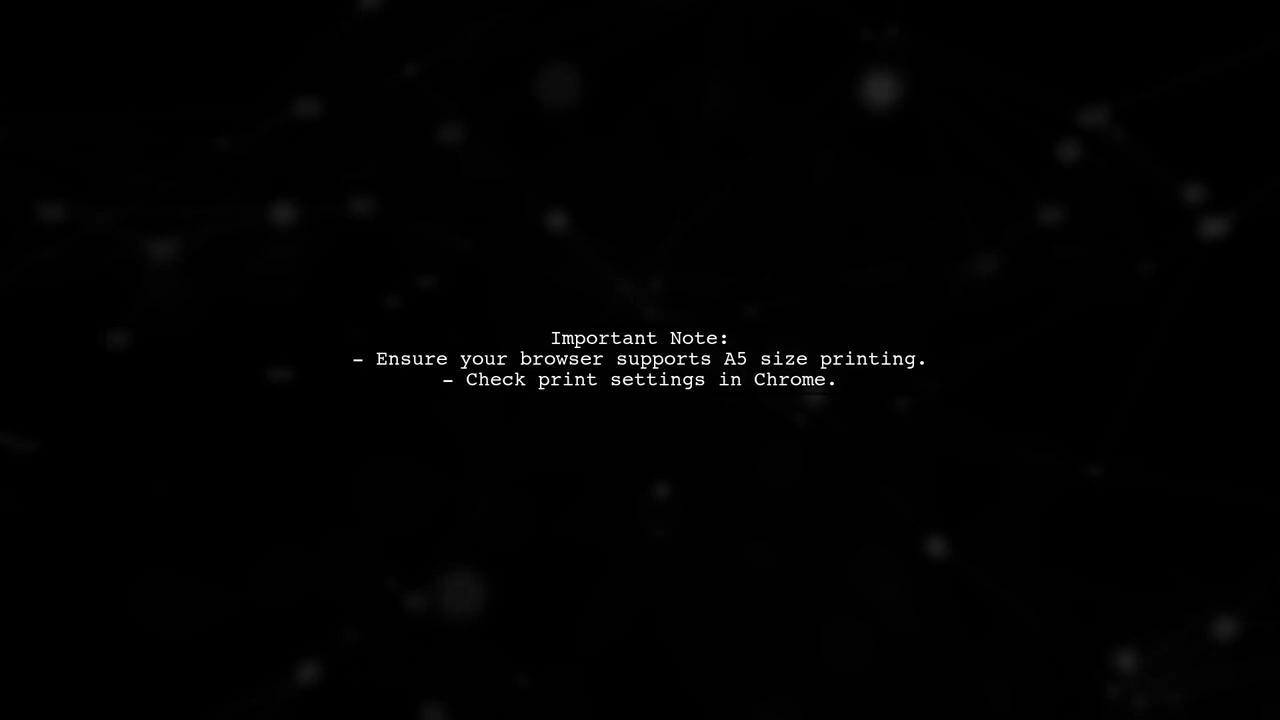 Important Note:
- Ensure your browser supports A5 size printing.
- Check print settings in Chrome.